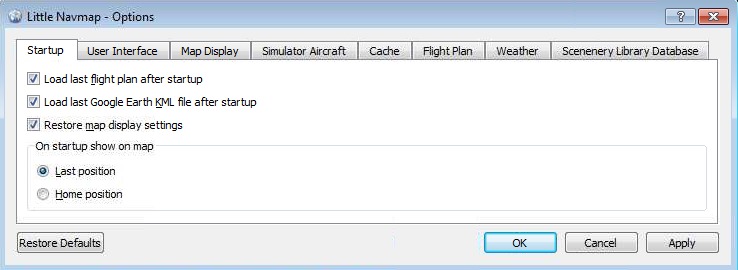 Little Navmap - Options
Startup User Interface Map Display Simulator Aircraft Cache Flight Plan Weather Scenenery Library Database
Load last flight plan after startup
Load last Google Earth KML file after startup
Restore map display settings
On startup show on map
Last position
Home position
Restore Defaults OK Cancel Apply